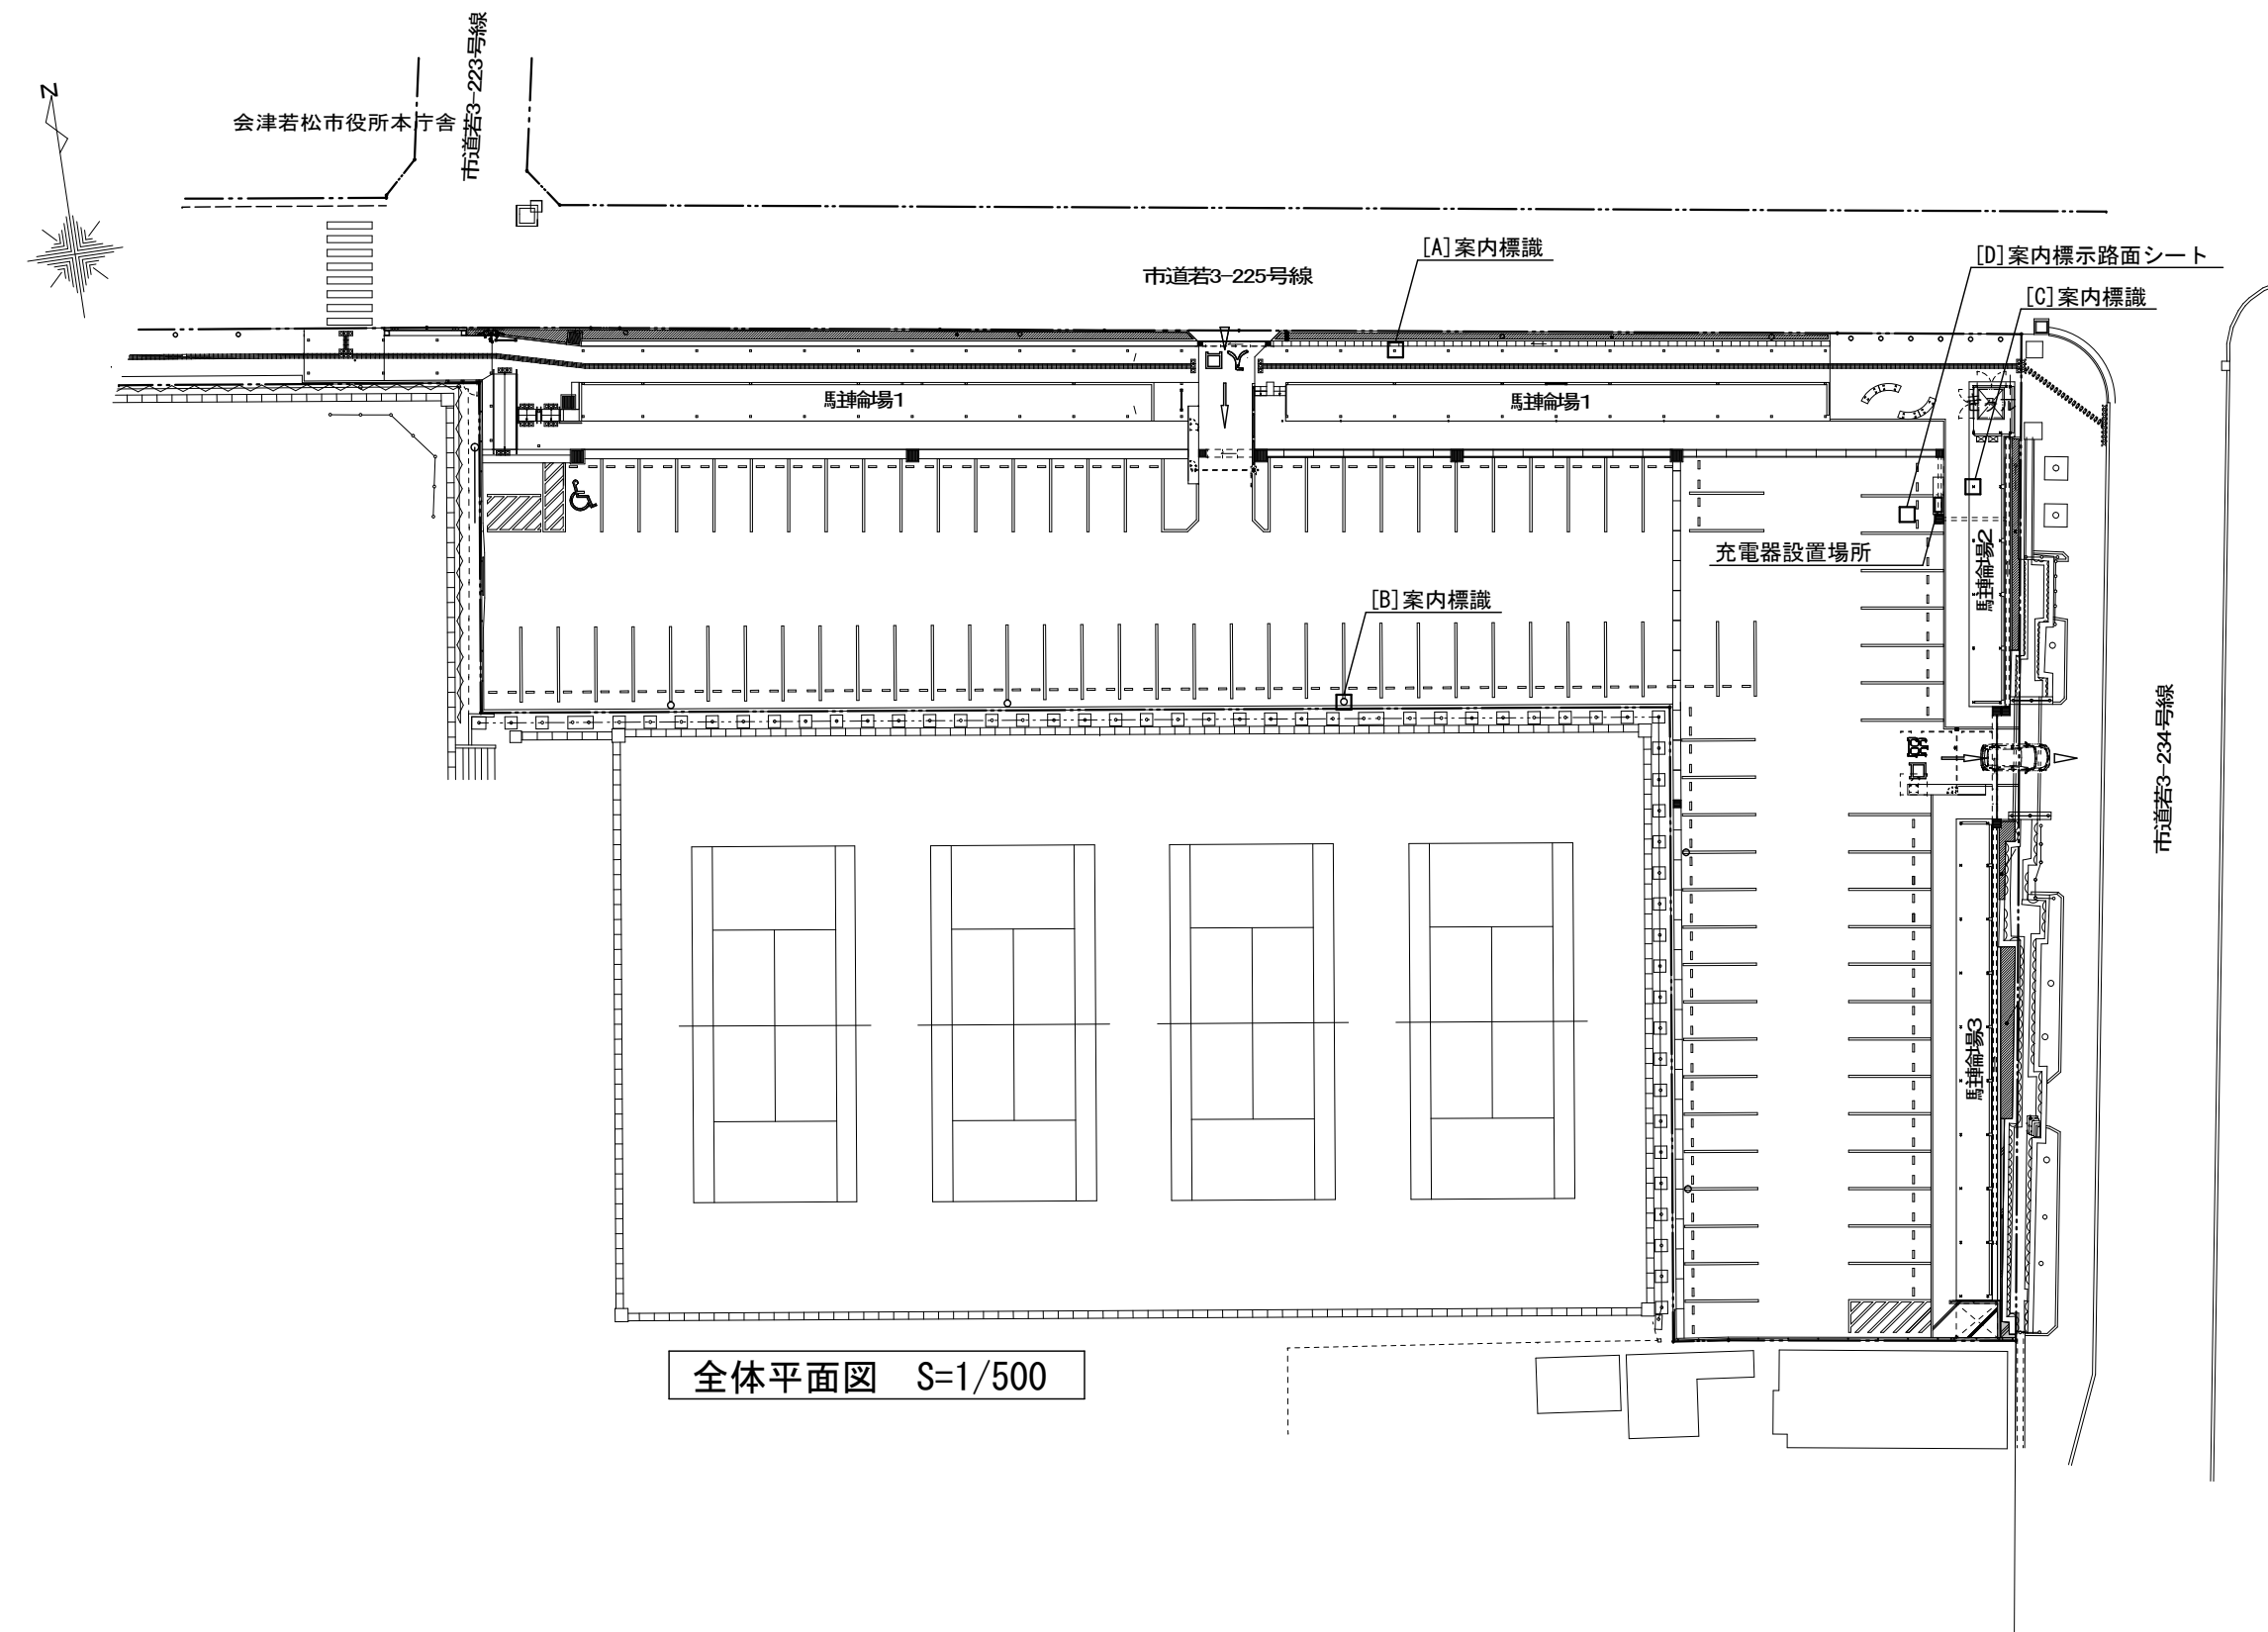 市道若3-223号線
N
会津若松市役所本庁舎
[A]案内標識
[D]案内標示路面シート
市道若3-225号線
[C]案内標識
入口
駐輪場1
駐輪場1
充電器設置場所
駐輪場2
[B]案内標識
市道若3-234号線
出口
駐輪場3
全体平面図 S=1/500